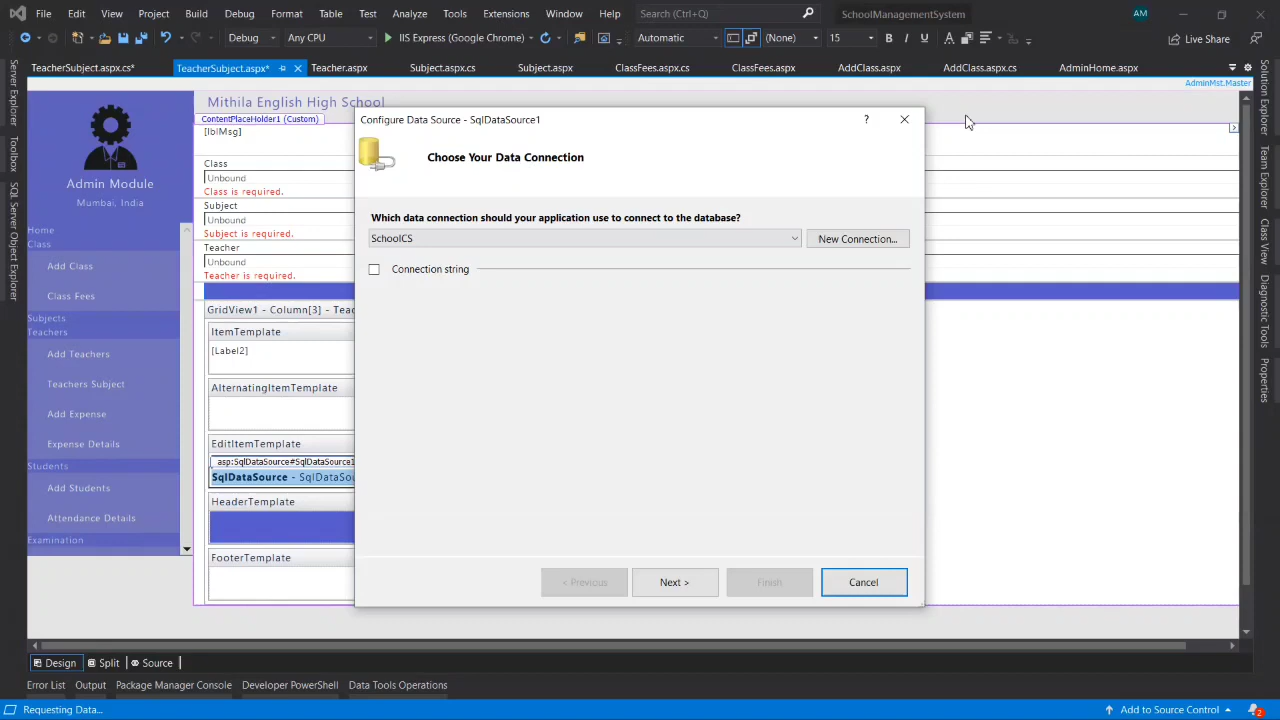 File Edit View Project Build Debug Format Table Test Analyze Tools Extensions Window Help Search (Ctrl+Q) SchoolManagementSystem AM
Debug Any CPU IIS Express (Google Chrome) Automatic (None) 15 B I U A Live Share
TeacherSubject.aspx.cs* TeacherSubject.aspx* Teacher.aspx Subject.aspx.cs Subject.aspx ClassFees.aspx.cs ClassFees.aspx AddClass.aspx AddClass.aspx.cs AdminHome.aspx
AdminMst.Master
Server Explorer
Toolbox
SQL Server Object Explorer
Admin Module
Mumbai, India
Home
Class
Add Class
Class Fees
Subjects
Teachers
Add Teachers
Teachers Subject
Add Expense
Expense Details
Students
Add Students
Attendance Details
Examination
Mithila English High School
ContentPlaceHolder1 (Custom)
[lblMsg]
Class
Unbound
Class is required.
Subject
Unbound
Subject is required.
Teacher
Unbound
Teacher is required.
GridView1 - Column[3] - Teac
ItemTemplate
[Label2]
AlternatingItemTemplate
EditItemTemplate
asp:SqlDataSource#SqlDataSource1
SqlDataSource - SqlDataSou
HeaderTemplate
FooterTemplate
Configure Data Source - SqlDataSource1 ?
Choose Your Data Connection
Which data connection should your application use to connect to the database?
SchoolCS New Connection...
Connection string
< Previous Next > Finish Cancel
Solution Explorer
Team Explorer
Class View
Diagnostic Tools
Properties
Design Split Source
Error List Output Package Manager Console Developer PowerShell Data Tools Operations
Requesting Data... Add to Source Control 2